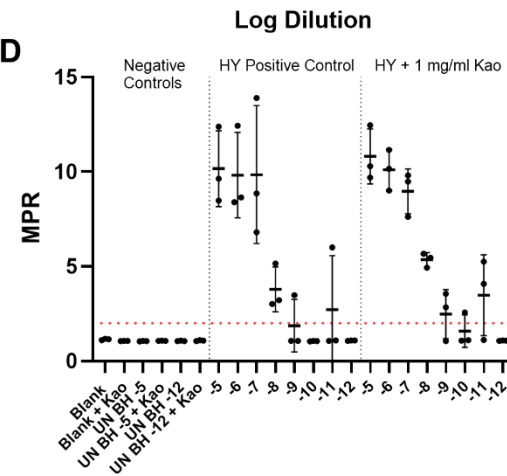 Log Dilution
D
Negative
Controls
HY Positive Control
HY + 1 mg/ml Kao
MPR
15
10
5
0
Blank
Blank + Kao
UN BH -5
UN BH -5 + Kao
UN BH -12
UN BH -12 + Kao
-5
-6
-7
-8
-9
-10
-11
-12
-5
-6
-7
-8
-9
-10
-11
-12